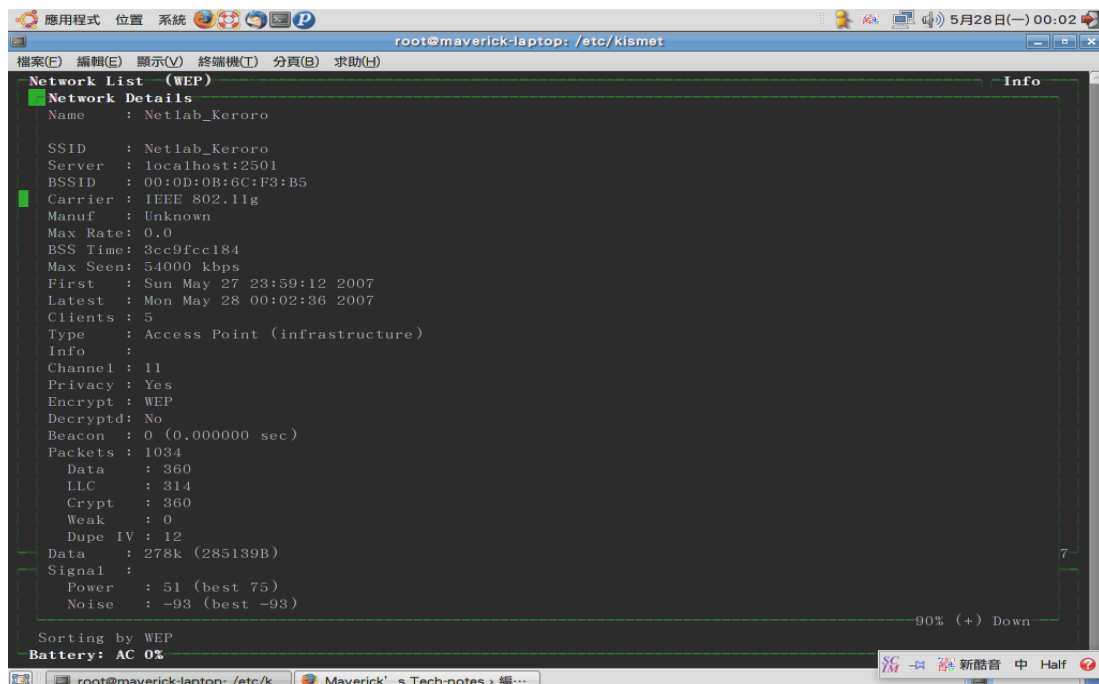 應用程式 位置 系統 5月28日(一) 00:02
root@maverick-laptop: /etc/kismet
檔案(F) 編輯(E) 顯示(V) 終端機(T) 分頁(B) 求助(H)
Network List (WEP) Info
Network Details
Name : Netlab_Keroro
SSID : Netlab_Keroro
Server : localhost:2501
BSSID : 00:0D:0B:6C:F3:B5
Carrier : IEEE 802.11g
Manuf : Unknown
Max Rate: 0.0
BSS Time: 3cc9fcc184
Max Seen: 54000 kbps
First : Sun May 27 23:59:12 2007
Latest : Mon May 28 00:02:36 2007
Clients : 5
Type : Access Point (infrastructure)
Info :
Channel : 11
Privacy : Yes
Encrypt : WEP
Decryptd: No
Beacon : 0 (0.000000 sec)
Packets : 1034
Data : 360
LLC : 314
Crypt : 360
Weak : 0
Dupe IV : 12
Data : 278k (285139B) 7
Signal :
Power : 51 (best 75)
Noise : -93 (best -93)
90% (+) Down
Sorting by WEP
Battery: AC 0%
SCIM 新酷音 中 Half
root@maverick-laptop: /etc/k... Maverick’s Tech-notes › 編…